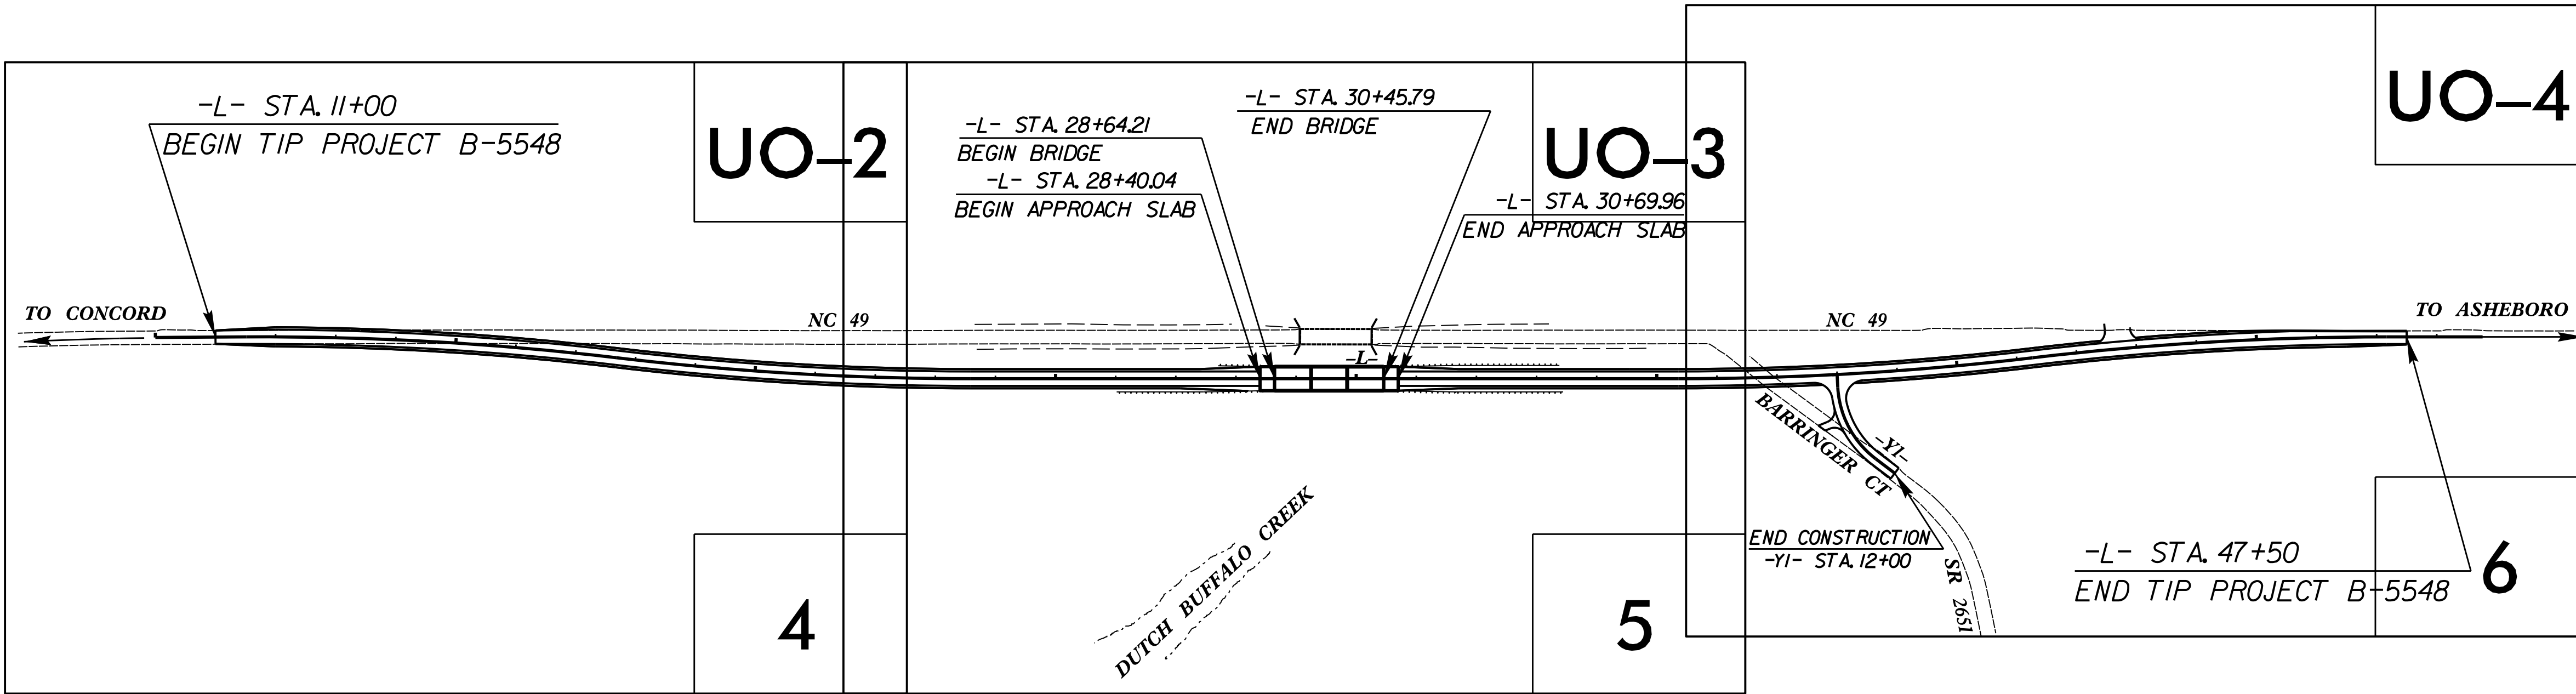 -L- STA. 11+00
BEGIN TIP PROJECT B-5548
UO-2
-L- STA. 28+64.21
BEGIN BRIDGE
-L- STA. 28+40.04
BEGIN APPROACH SLAB
-L- STA. 30+45.79
END BRIDGE
UO-3
-L- STA. 30+69.96
END APPROACH SLAB
UO-4
TO CONCORD
NC 49
-L-
NC 49
TO ASHEBORO
BARRINGER CT
-Y1-
DUTCH BUFFALO CREEK
END CONSTRUCTION
-Y1- STA. 12+00
SR 2651
-L- STA. 47+50
END TIP PROJECT B-5548
4
5
6